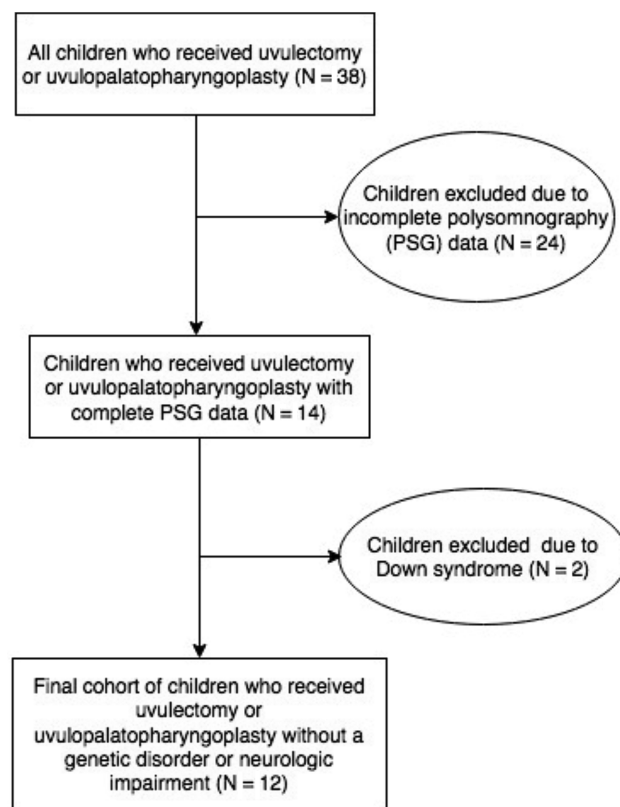 All children who received uvulectomy
or uvulopalatopharyngoplasty (N = 38)
Children excluded due to
incomplete polysomnography
(PSG) data (N = 24)
Children who received uvulectomy
or uvulopalatopharyngoplasty with
complete PSG data (N = 14)
Children excluded due to
Down syndrome (N = 2)
Final cohort of children who received
uvulectomy or
uvulopalatopharyngoplasty without a
genetic disorder or neurologic
impairment (N = 12)